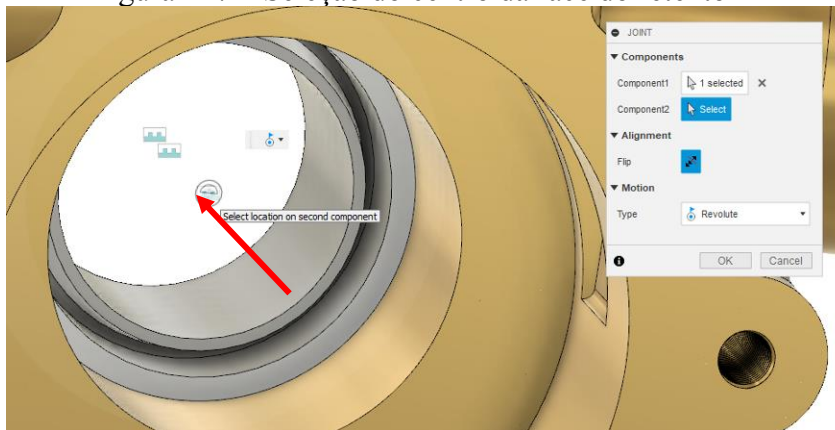 JOINT
Components
Component1 1 selected
Component2 Select
Alignment
Flip
Motion
Type Revolute
OK Cancel
Select location on second component